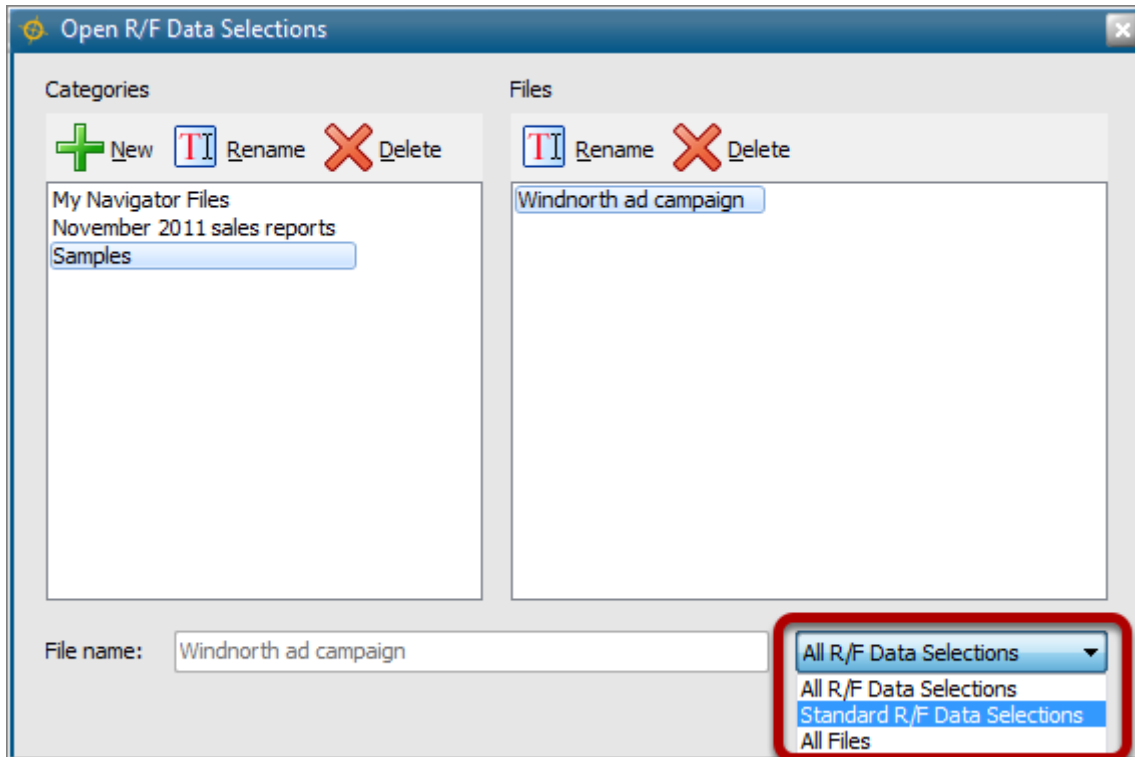 Open R/F Data Selections
Categories
Files
New Rename Delete
Rename Delete
My Navigator Files
November 2011 sales reports
Samples
Windnorth ad campaign
File name: Windnorth ad campaign
All R/F Data Selections
All R/F Data Selections
Standard R/F Data Selections
All Files